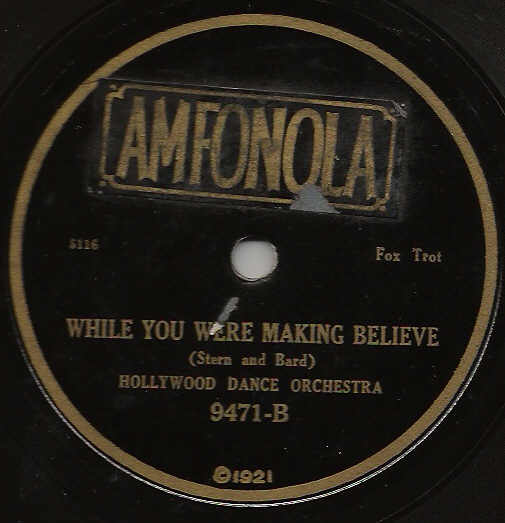 AMFONOLA
5116
Fox Trot
WHILE YOU WERE MAKING BELIEVE
(Stern and Bard)
HOLLYWOOD DANCE ORCHESTRA
9471-B
©1921